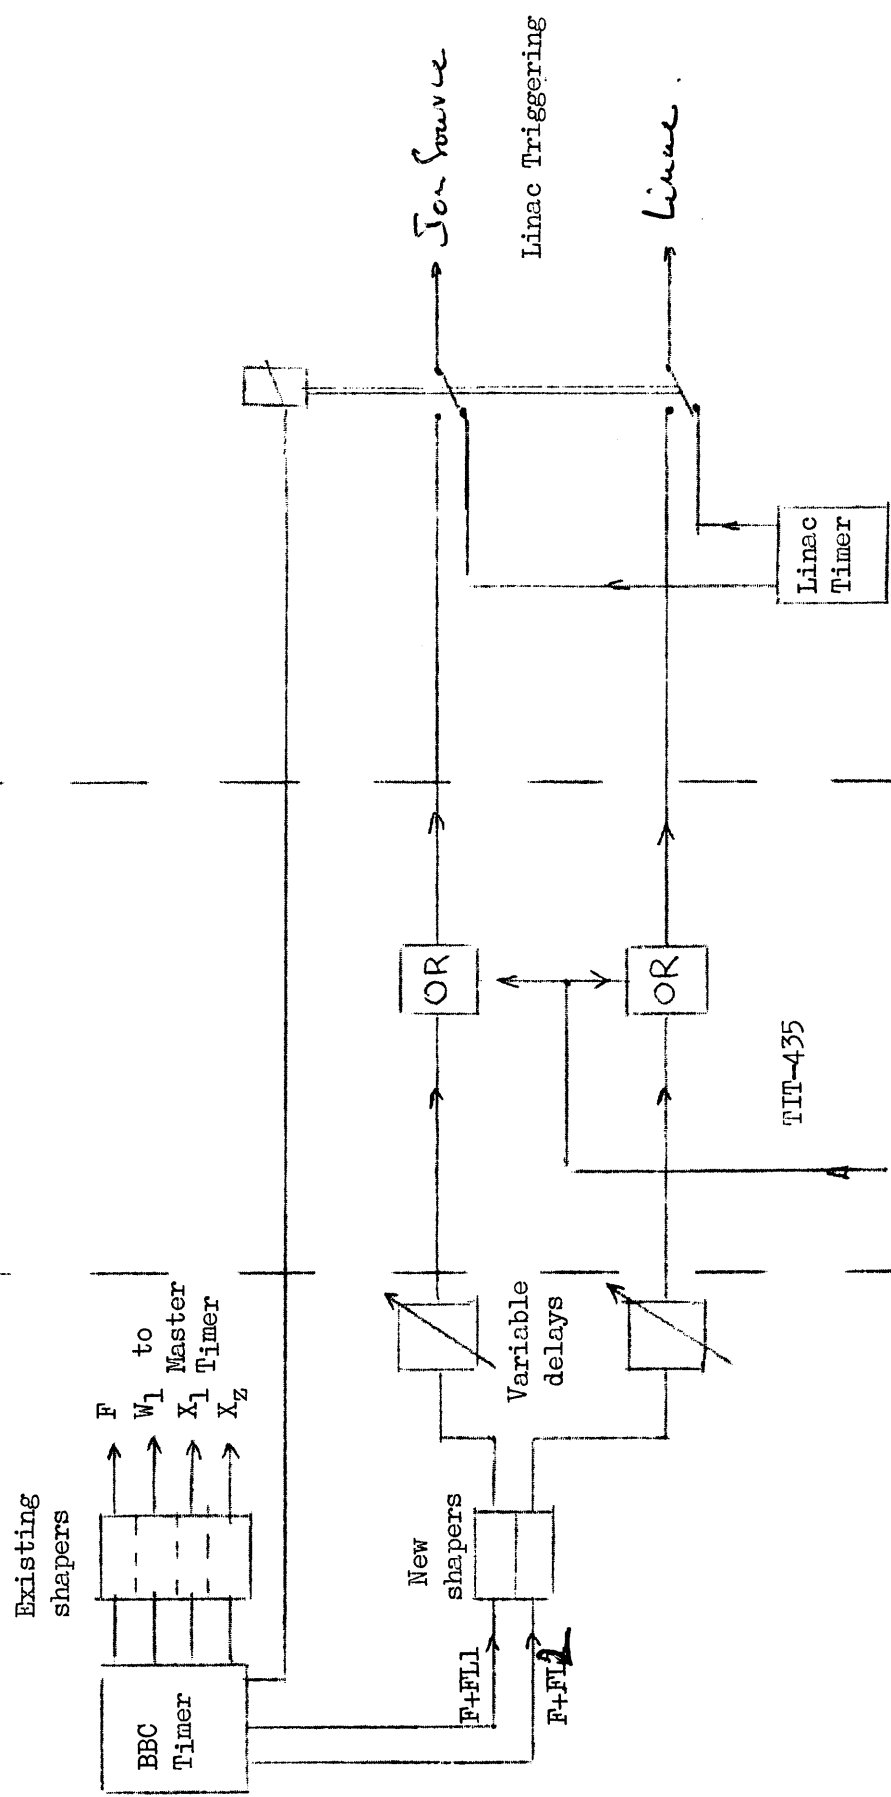 BBC
Timer
Existing
shapers
F
W1
X1
Xz
to
Master
Timer
F+FL1
F+FL2
New
shapers
Variable
delays
OR
OR
TIT-435
Linac
Timer
Ion Source
Linac.
Linac Triggering